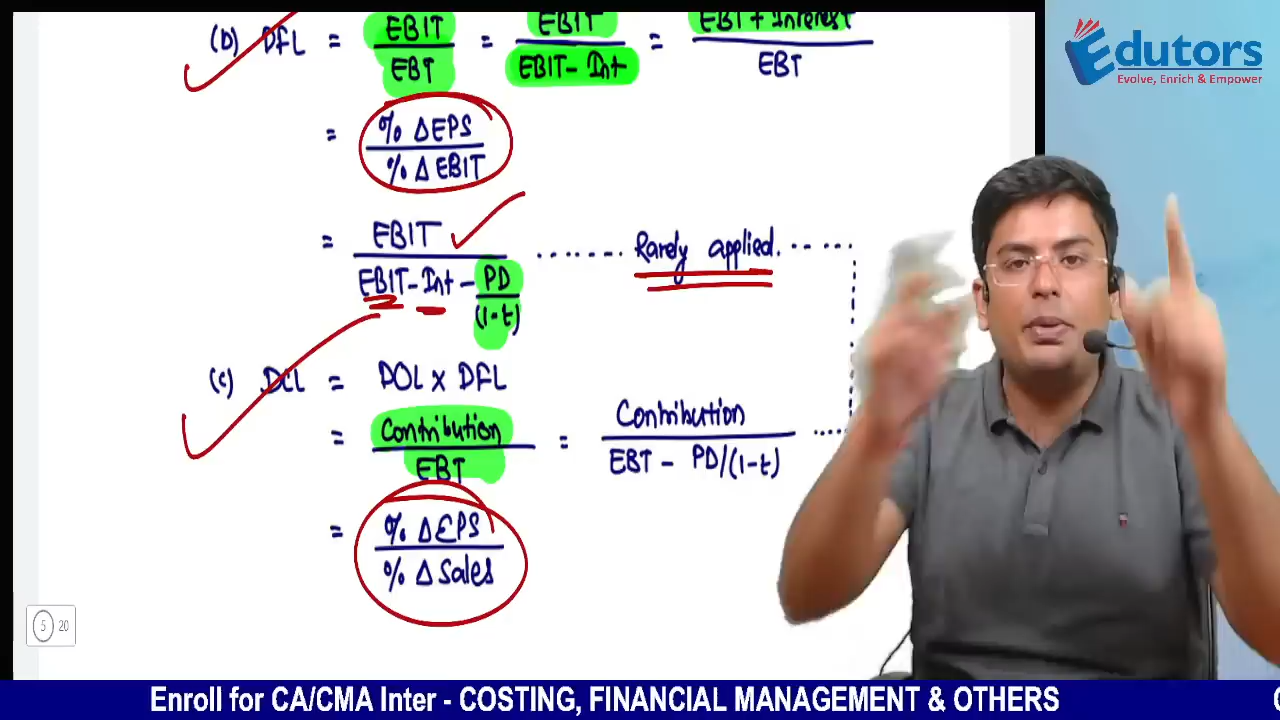 (b) DFL = EBIT / EBT = EBIT / EBIT - Int = EBT + Interest / EBT
= % Δ EPS / % Δ EBIT
= EBIT / EBIT - Int - PD / (1-t) ...... Rarely applied. ......
(c) DCL = DOL x DFL
= Contribution / EBT = Contribution / EBT - PD/(1-t) ......
= % Δ EPS / % Δ Sales
Edutors
Evolve, Enrich & Empower
5 20
Enroll for CA/CMA Inter - COSTING, FINANCIAL MANAGEMENT & OTHERS